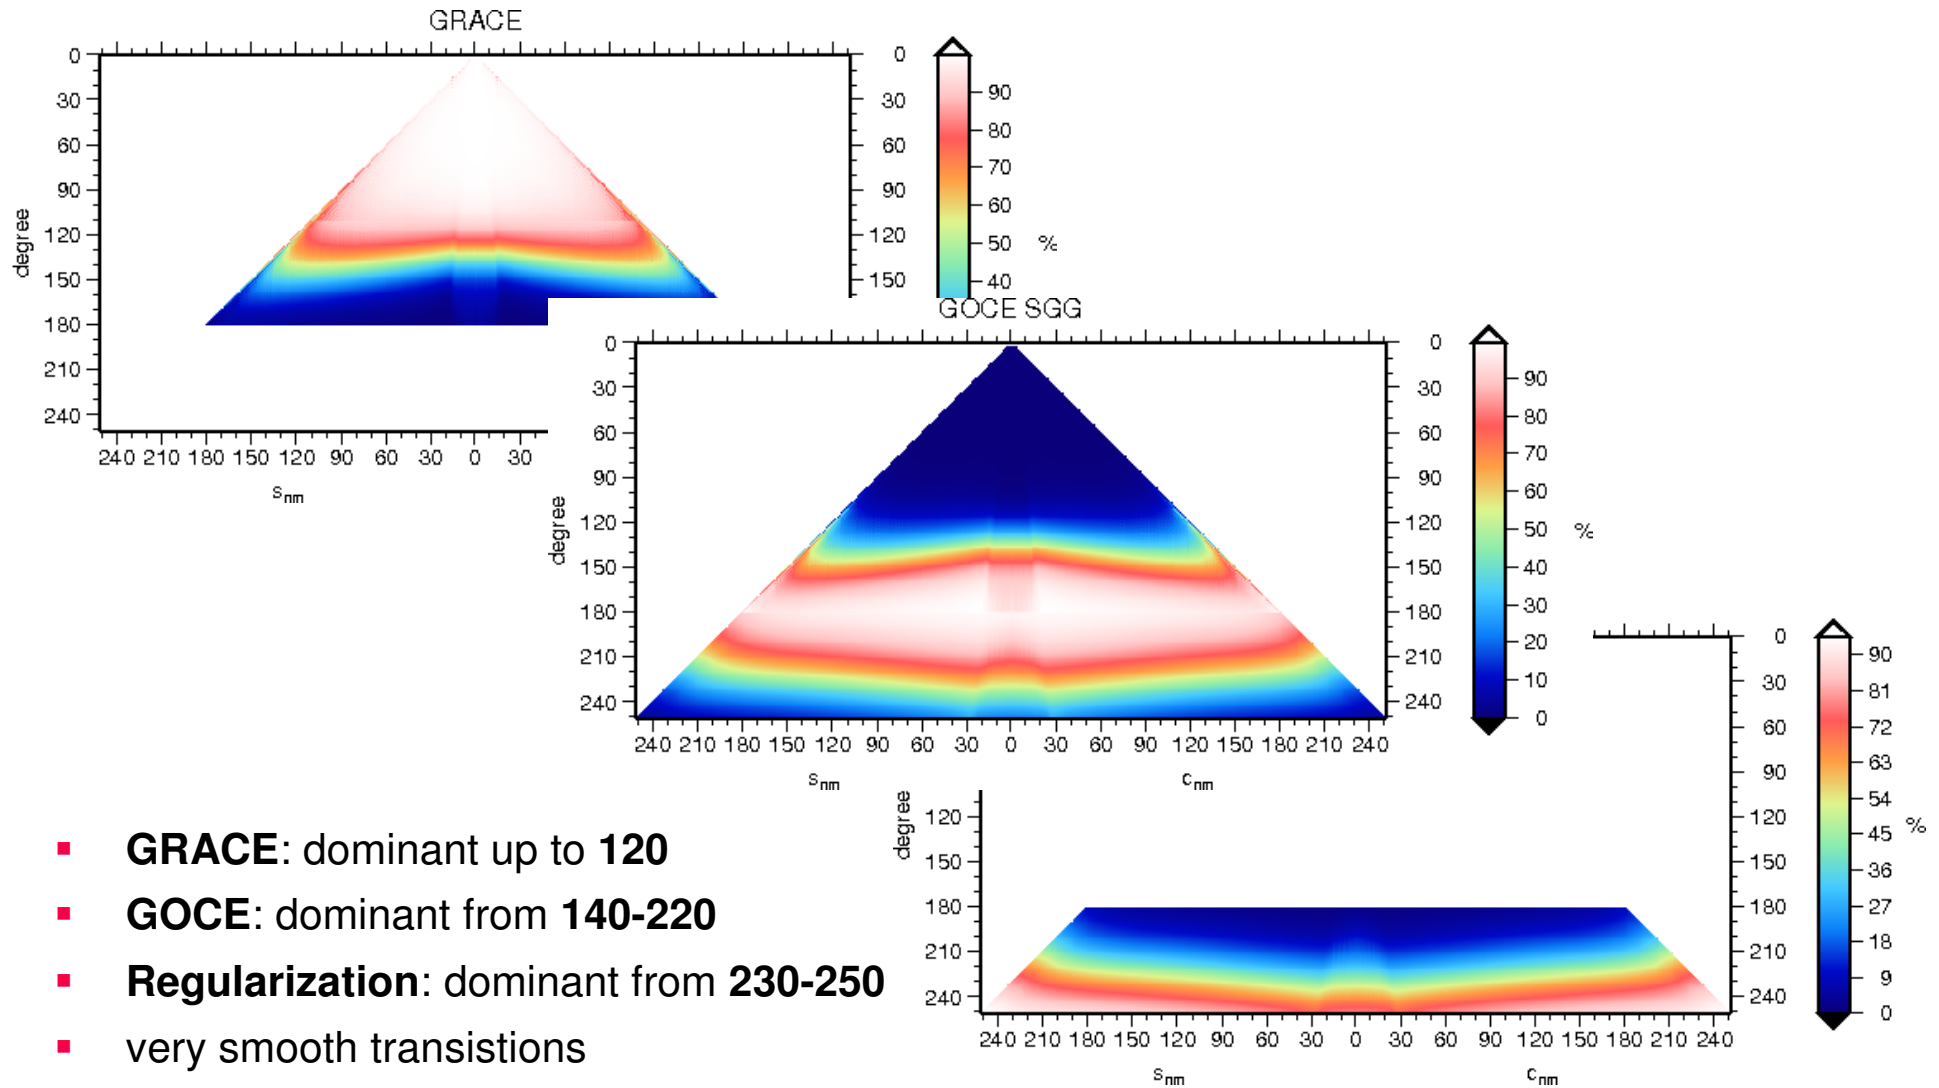 GRACE
0 0
30 30 90
60 60 80
90 90 70
120 120 60
150 150 50 %
180 40
210
240
degree
240 210 180 150 120 90 60 30 0 30
snm
GOCE SGG
0 0
30 30 90
60 60 80
90 90 70
120 120 60
150 150 50 %
180 180 40
210 210 30
240 240 20
10
0
degree
240 210 180 150 120 90 60 30 0 30 60 90 120 150 180 210 240
snm cnm
0
30 90
60 81
90 72
120 120 63
150 150 54
180 180 45 %
210 210 36
240 240 27
18
9
0
degree
240 210 180 150 120 90 60 30 0 30 60 90 120 150 180 210 240
snm cnm
▪ GRACE: dominant up to 120
▪ GOCE: dominant from 140-220
▪ Regularization: dominant from 230-250
▪ very smooth transistions